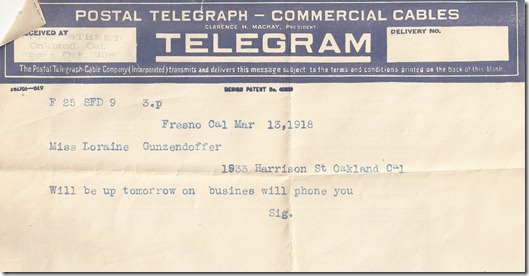 POSTAL TELEGRAPH – COMMERCIAL CABLES
CLARENCE H. MACKAY, PRESIDENT.
RECEIVED AT
STREET
Oakland, Cal
DELIVERY No.
TELEGRAM
The Postal Telegraph-Cable Company (Incorporated) transmits and delivers this message subject to the terms and conditions printed on the back of this blank.
F 25 SFD 9 3.p
Fresno Cal Mar 13,1918
Miss Loraine Gunzendoffer
1933 Harrison St Oakland Cal
Will be up tomorrow on busines will phone you
Sig.